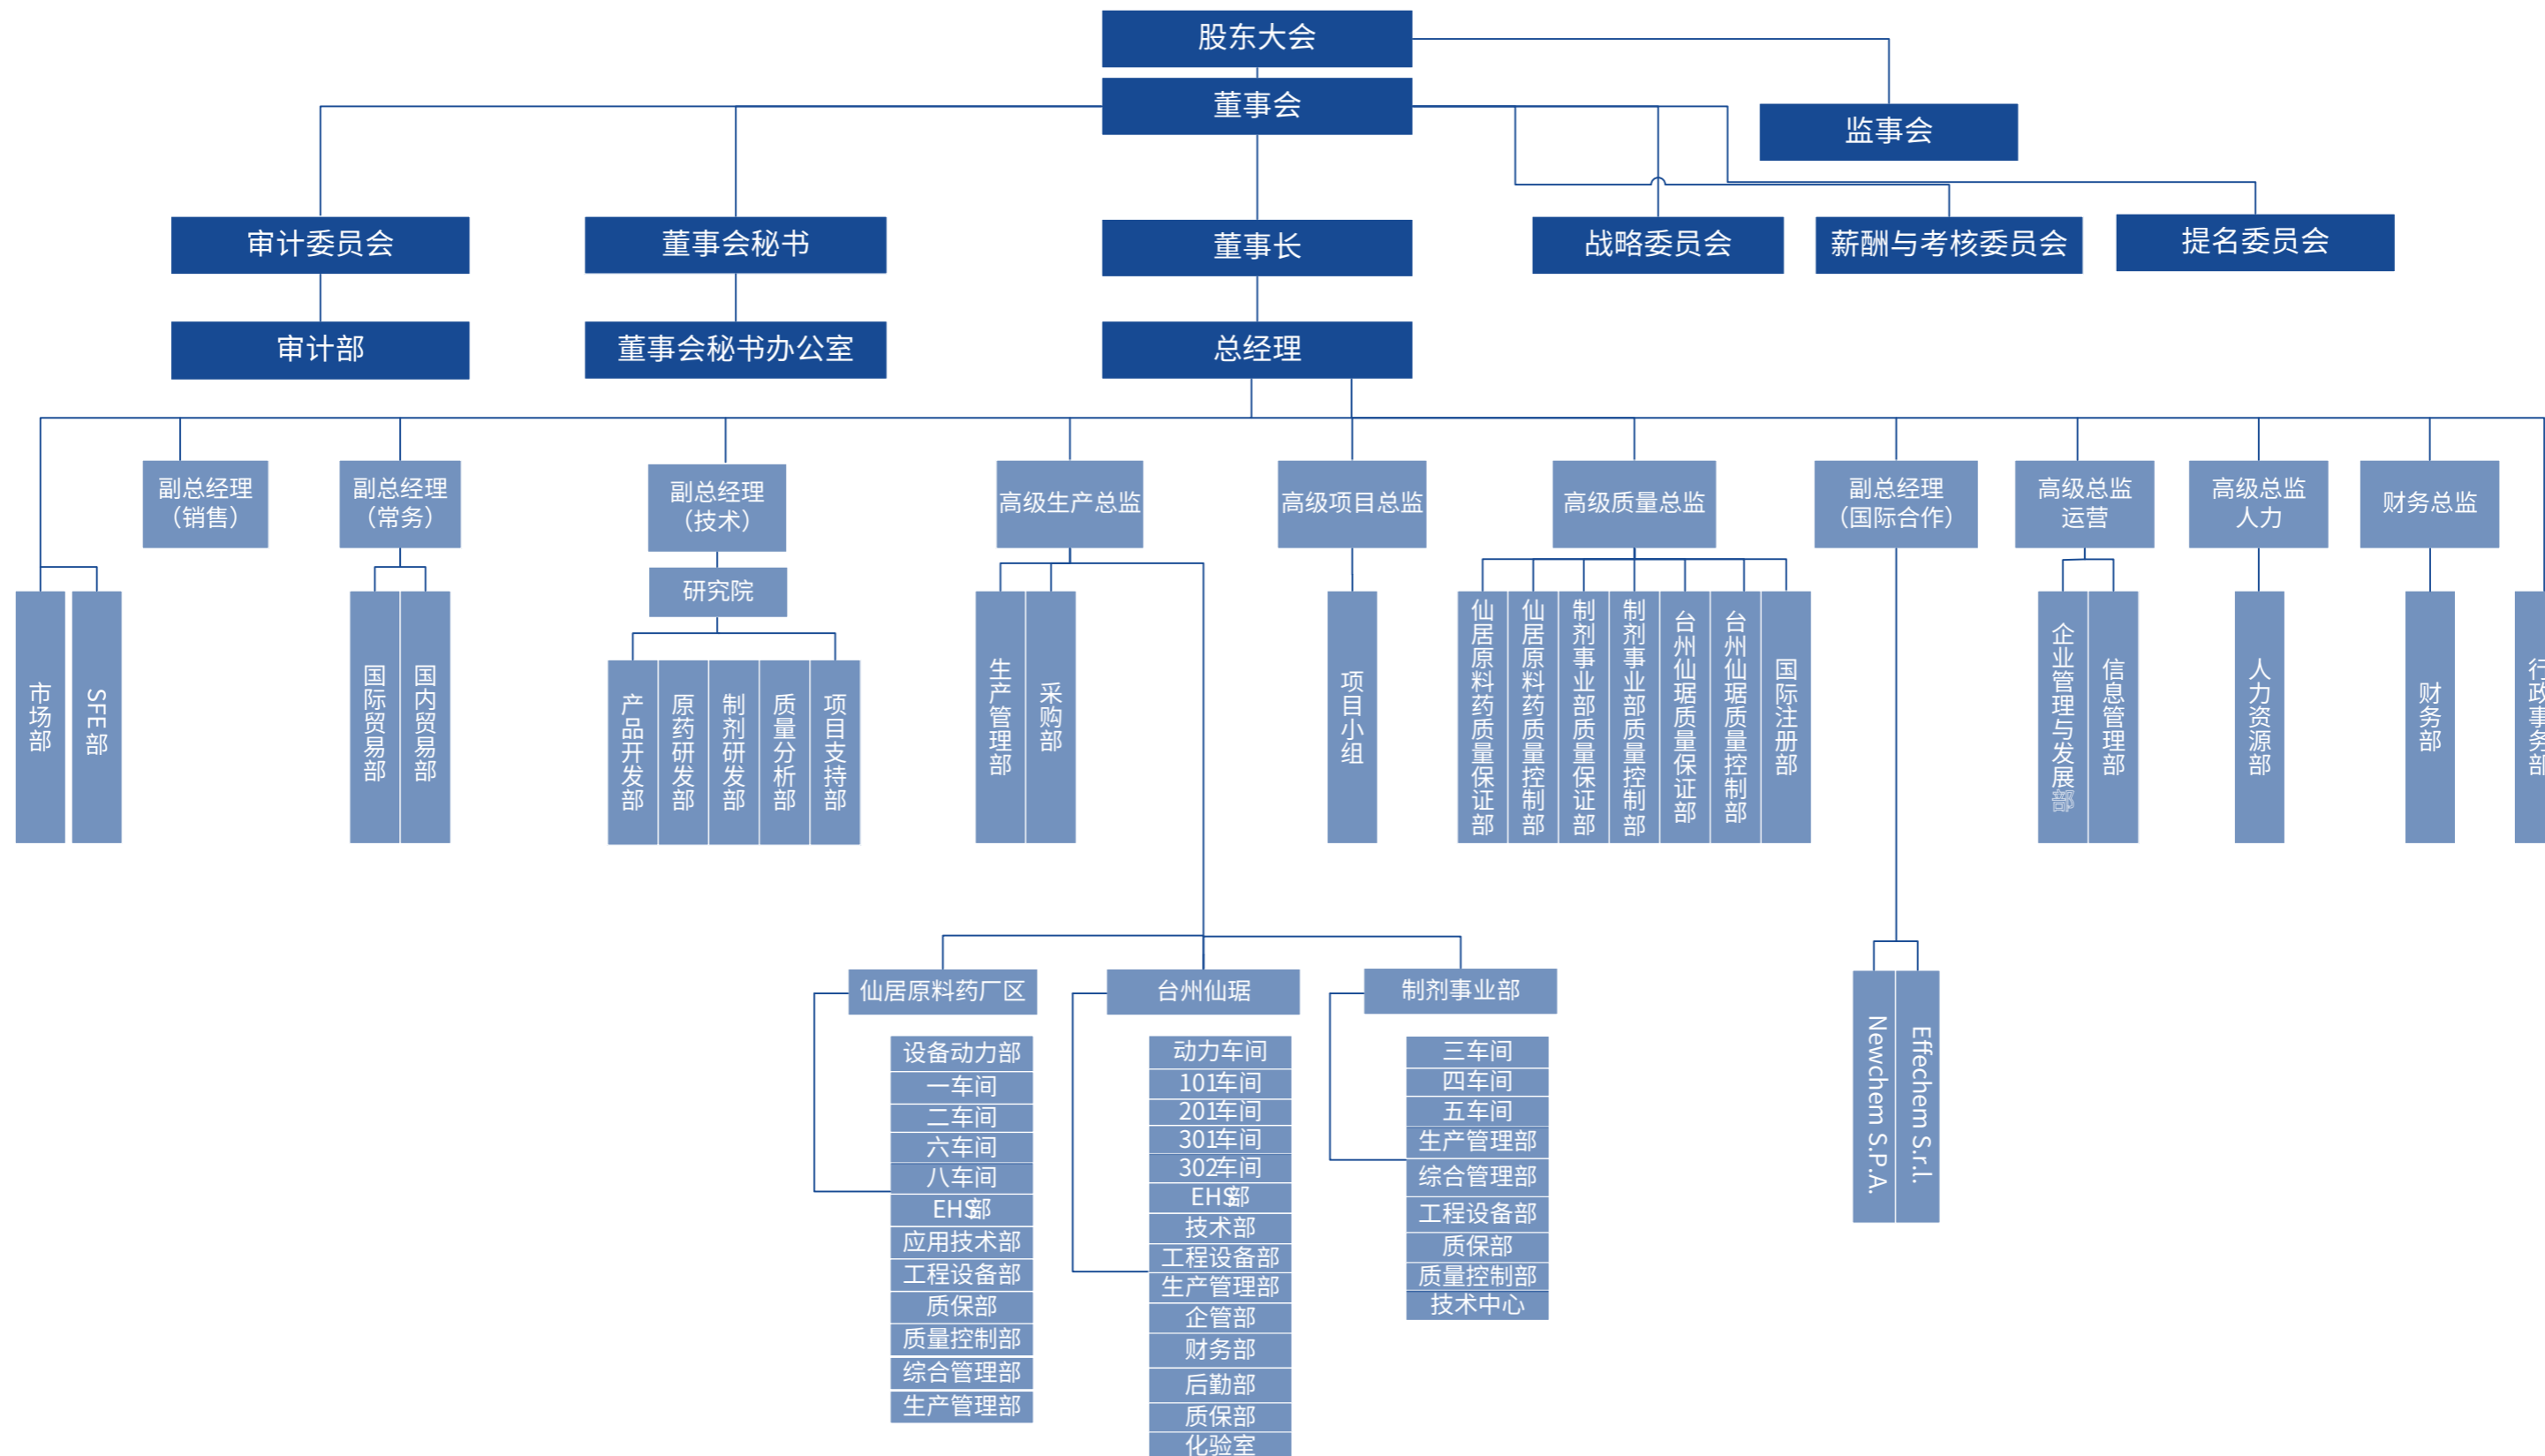 股东大会
董事会
监事会
审计委员会
董事会秘书
董事长
战略委员会
薪酬与考核委员会
提名委员会
审计部
董事会秘书办公室
总经理
副总经理
（销售）
副总经理
（常务）
副总经理
（技术）
高级生产总监
高级项目总监
高级质量总监
副总经理
（国际合作）
高级总监
运营
高级总监
人力
财务总监
研究院
市场部
SFE 部
国际贸易部
国内贸易部
产品开发部
原药研发部
制剂研发部
质量分析部
项目支持部
生产管理部
采购部
项目小组
仙居原料药质量保证部
仙居原料药质量控制部
制剂事业部质量保证部
制剂事业部质量控制部
台州仙琚质量保证部
台州仙琚质量控制部
国际注册部
企业管理与发展部
信息管理部
人力资源部
财务部
行政事务部
仙居原料药厂区
设备动力部
一车间
二车间
六车间
八车间
EHS部
应用技术部
工程设备部
质保部
质量控制部
综合管理部
生产管理部
台州仙琚
动力车间
101车间
201车间
301车间
302车间
EHS部
技术部
工程设备部
生产管理部
企管部
财务部
后勤部
质保部
化验室
制剂事业部
三车间
四车间
五车间
生产管理部
综合管理部
工程设备部
质保部
质量控制部
技术中心
Newchem S.P.A.
Effechem S.r.l.